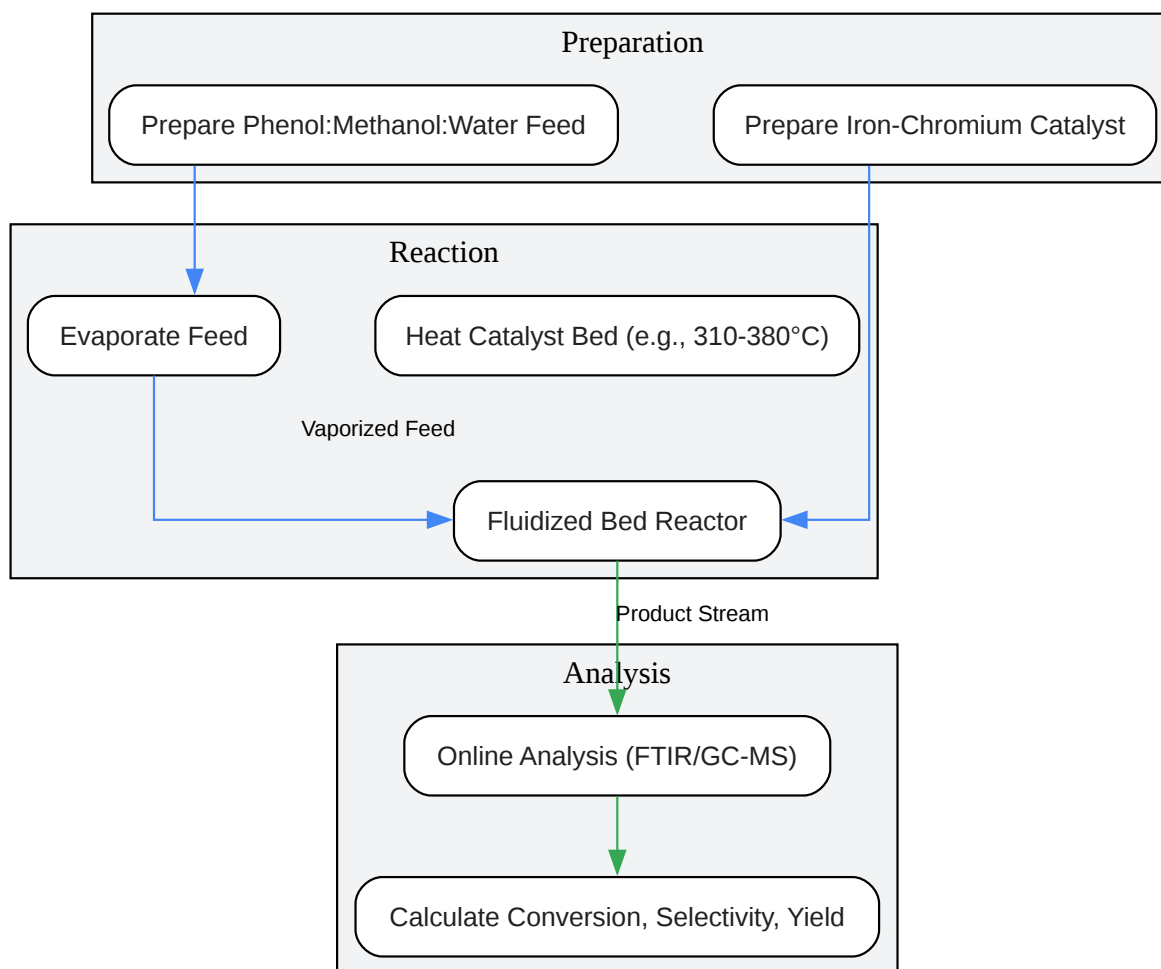 Preparation
Prepare Phenol:Methanol:Water Feed
Prepare Iron-Chromium Catalyst
Reaction
Evaporate Feed
Heat Catalyst Bed (e.g., 310-380°C)
Vaporized Feed
Fluidized Bed Reactor
Product Stream
Analysis
Online Analysis (FTIR/GC-MS)
Calculate Conversion, Selectivity, Yield